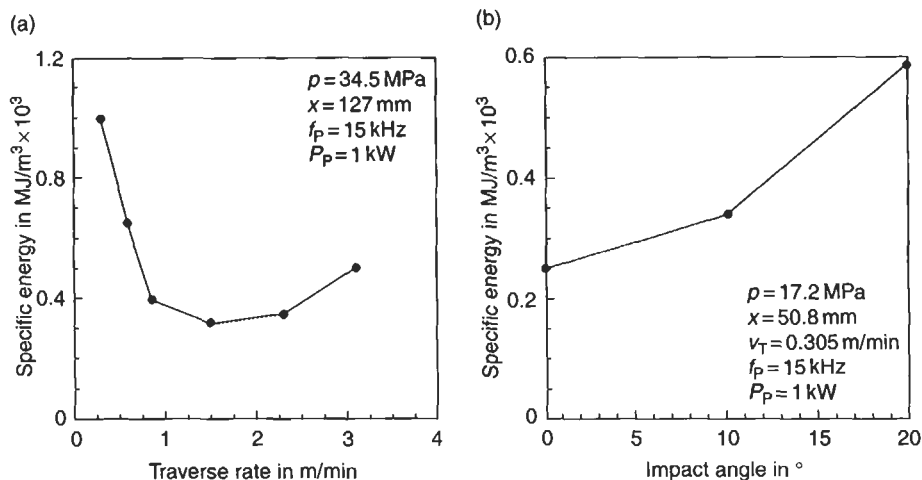 (a)
Specific energy in MJ/m³ × 10³
1.2
0.8
0.4
0
p = 34.5 MPa
x = 127 mm
f_P = 15 kHz
P_P = 1 kW
0 1 2 3 4
Traverse rate in m/min
(b)
Specific energy in MJ/m³ × 10³
0.6
0.4
0.2
0
p = 17.2 MPa
x = 50.8 mm
v_T = 0.305 m/min
f_P = 15 kHz
P_P = 1 kW
0 5 10 15 20
Impact angle in °